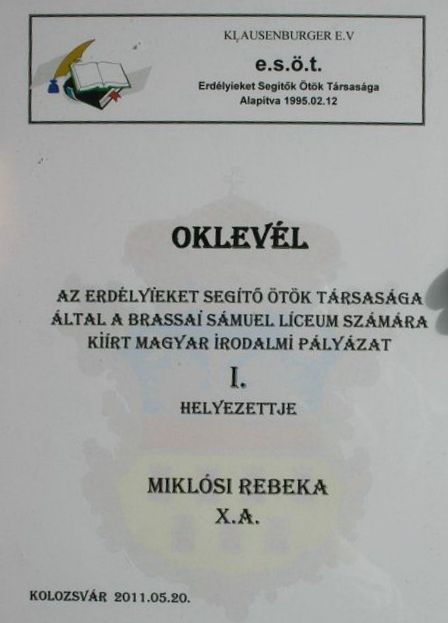 KLAUSENBURGER E.V
e.s.ö.t.
Erdélyieket Segítők Ötök Társasága
Alapitva 1995.02.12
OKLEVÉL
AZ ERDÉLYIEKET SEGÍTŐ ÖTÖK TÁRSASÁGA
ÁLTAL A BRASSAI SÁMUEL LÍCEUM SZÁMÁRA
KIÍRT MAGYAR IRODALMI PÁLYÁZAT
I.
HELYEZETTJE
MIKLÓSI REBEKA
X.A.
KOLOZSVÁR 2011.05.20.